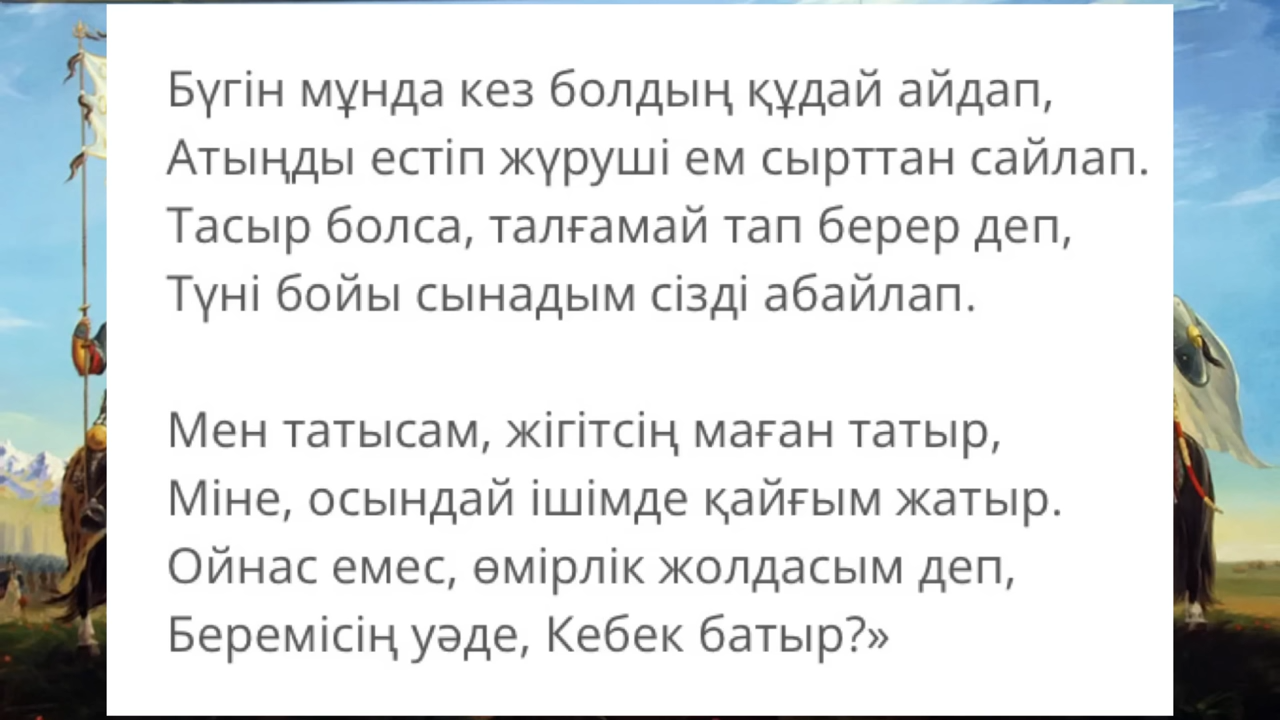 Бүгін мұнда кез болдың құдай айдап,
Атыңды естіп жүруші ем сырттан сайлап.
Тасыр болса, талғамай тап берер деп,
Түні бойы сынадым сізді абайлап.
Мен татысам, жігітсің маған татыр,
Міне, осындай ішімде қайғым жатыр.
Ойнас емес, өмірлік жолдасым деп,
Беремісің уәде, Кебек батыр?»